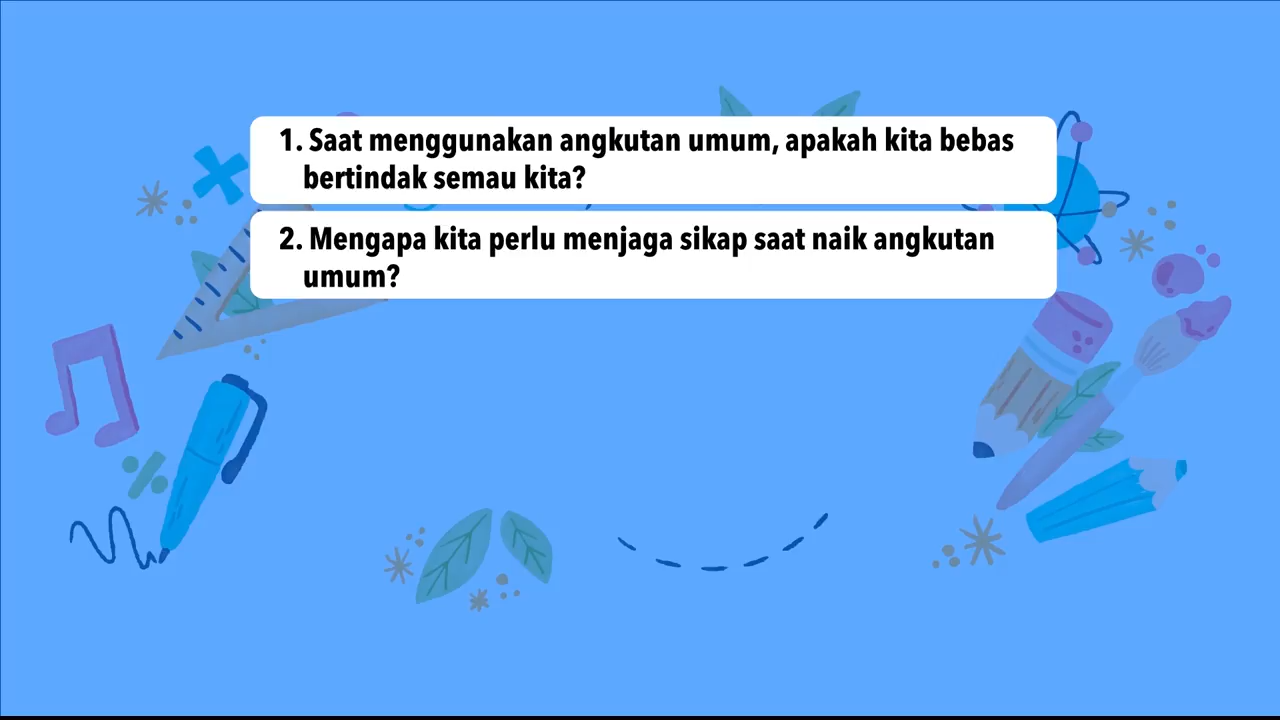 1. Saat menggunakan angkutan umum, apakah kita bebas
bertindak semau kita?
2. Mengapa kita perlu menjaga sikap saat naik angkutan
umum?